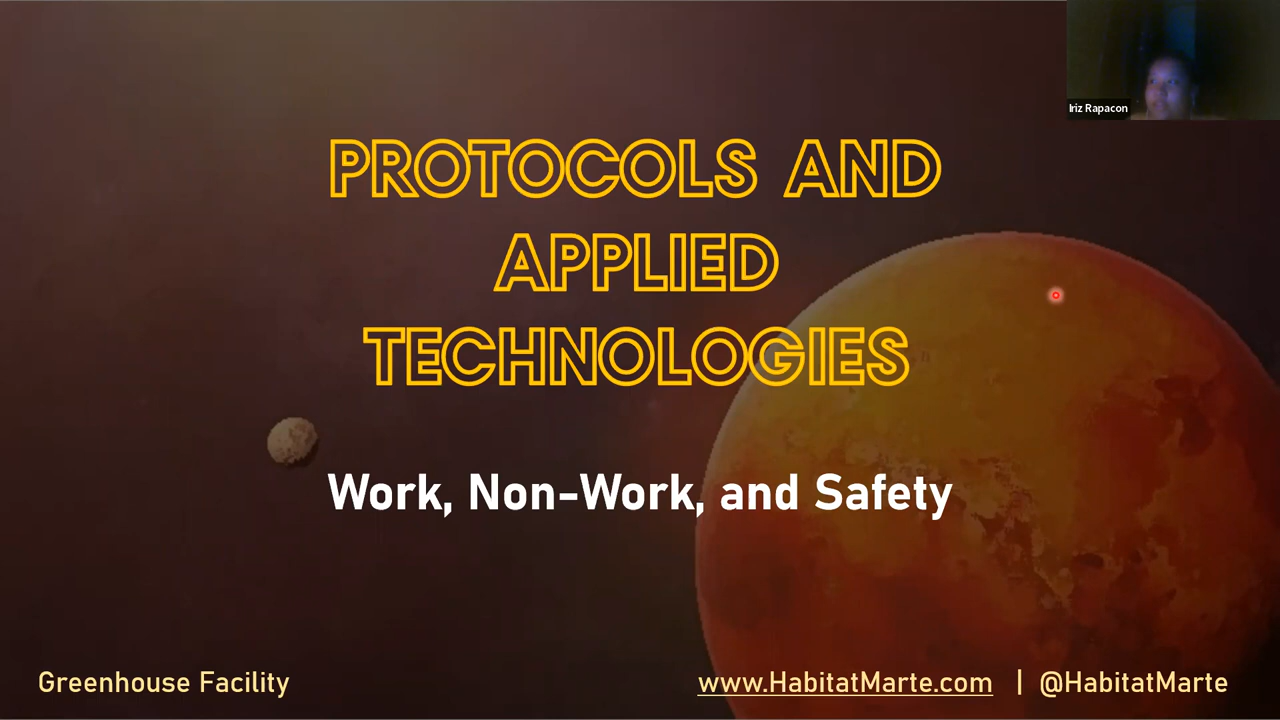 Iriz Rapacon
PROTOCOLS AND
APPLIED
TECHNOLOGIES
Work, Non-Work, and Safety
Greenhouse Facility
www.HabitatMarte.com | @HabitatMarte